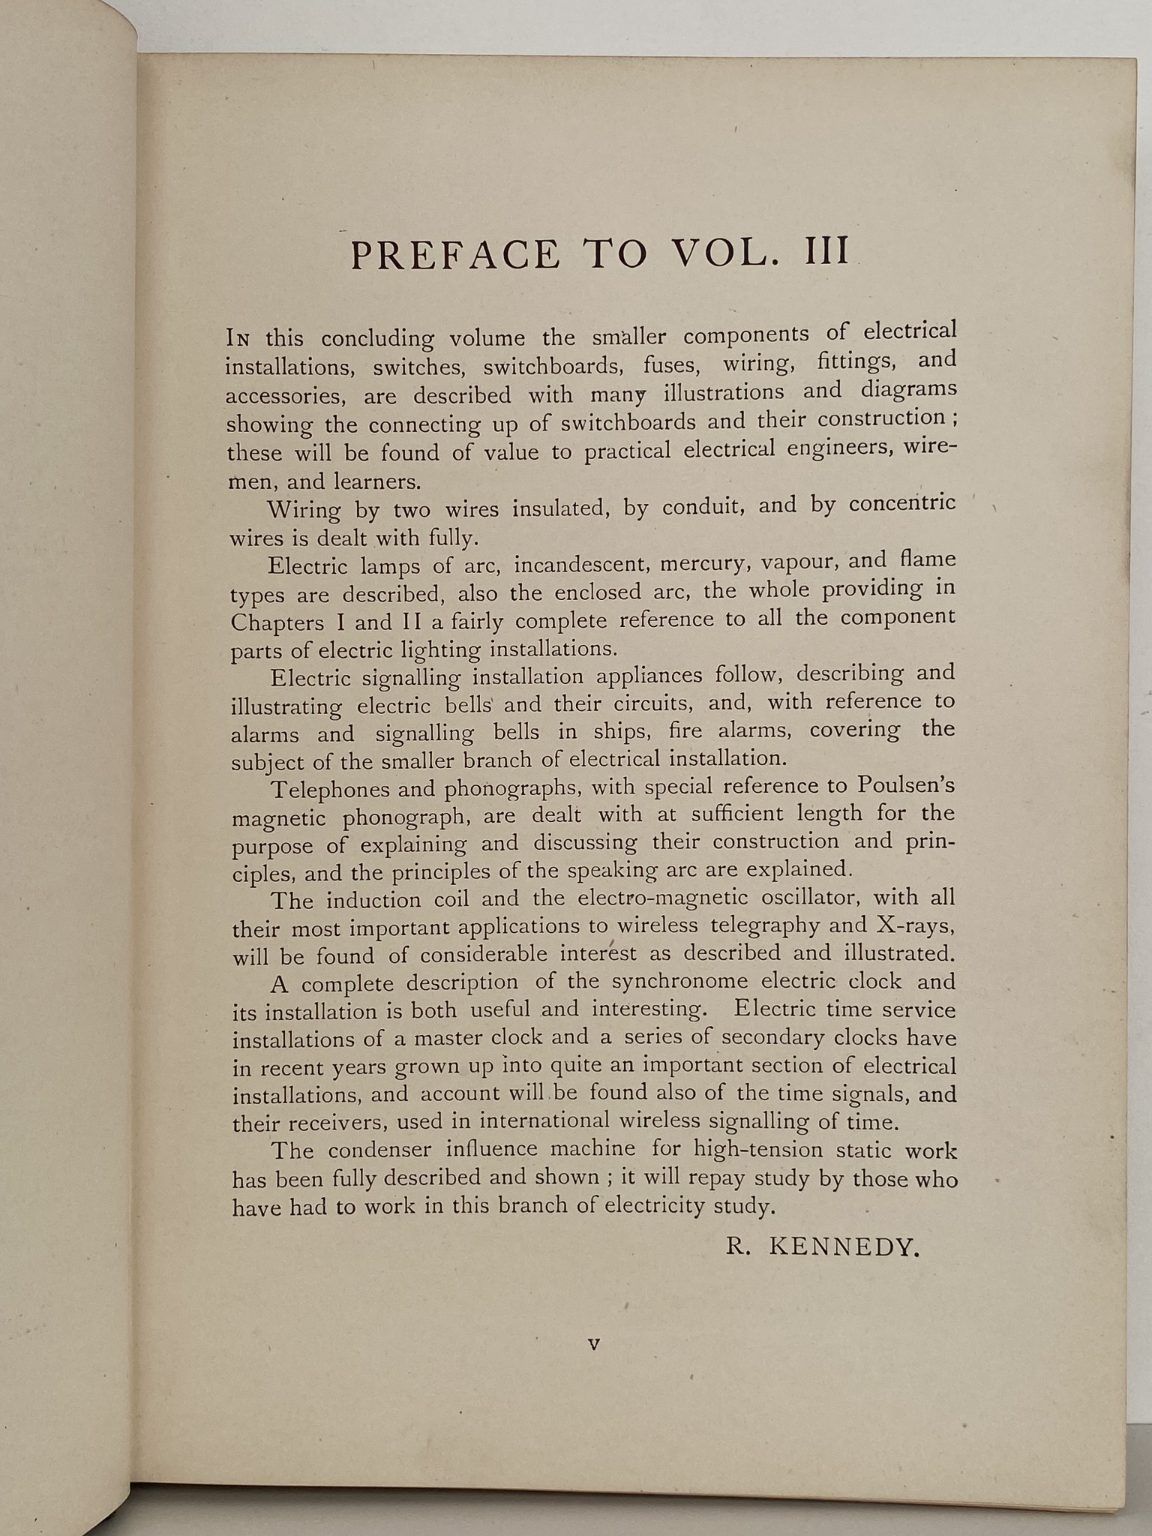 PREFACE TO VOL. III
IN this concluding volume the smaller components of electrical
installations, switches, switchboards, fuses, wiring, fittings, and
accessories, are described with many illustrations and diagrams
showing the connecting up of switchboards and their construction ;
these will be found of value to practical electrical engineers, wire-
men, and learners.
Wiring by two wires insulated, by conduit, and by concentric
wires is dealt with fully.
Electric lamps of arc, incandescent, mercury, vapour, and flame
types are described, also the enclosed arc, the whole providing in
Chapters I and II a fairly complete reference to all the component
parts of electric lighting installations.
Electric signalling installation appliances follow, describing and
illustrating electric bells and their circuits, and, with reference to
alarms and signalling bells in ships, fire alarms, covering the
subject of the smaller branch of electrical installation.
Telephones and phonographs, with special reference to Poulsen's
magnetic phonograph, are dealt with at sufficient length for the
purpose of explaining and discussing their construction and prin-
ciples, and the principles of the speaking arc are explained.
The induction coil and the electro-magnetic oscillator, with all
their most important applications to wireless telegraphy and X-rays,
will be found of considerable interest as described and illustrated.
A complete description of the synchronome electric clock and
its installation is both useful and interesting. Electric time service
installations of a master clock and a series of secondary clocks have
in recent years grown up into quite an important section of electrical
installations, and account will be found also of the time signals, and
their receivers, used in international wireless signalling of time.
The condenser influence machine for high-tension static work
has been fully described and shown ; it will repay study by those who
have had to work in this branch of electricity study.
R. KENNEDY.
v